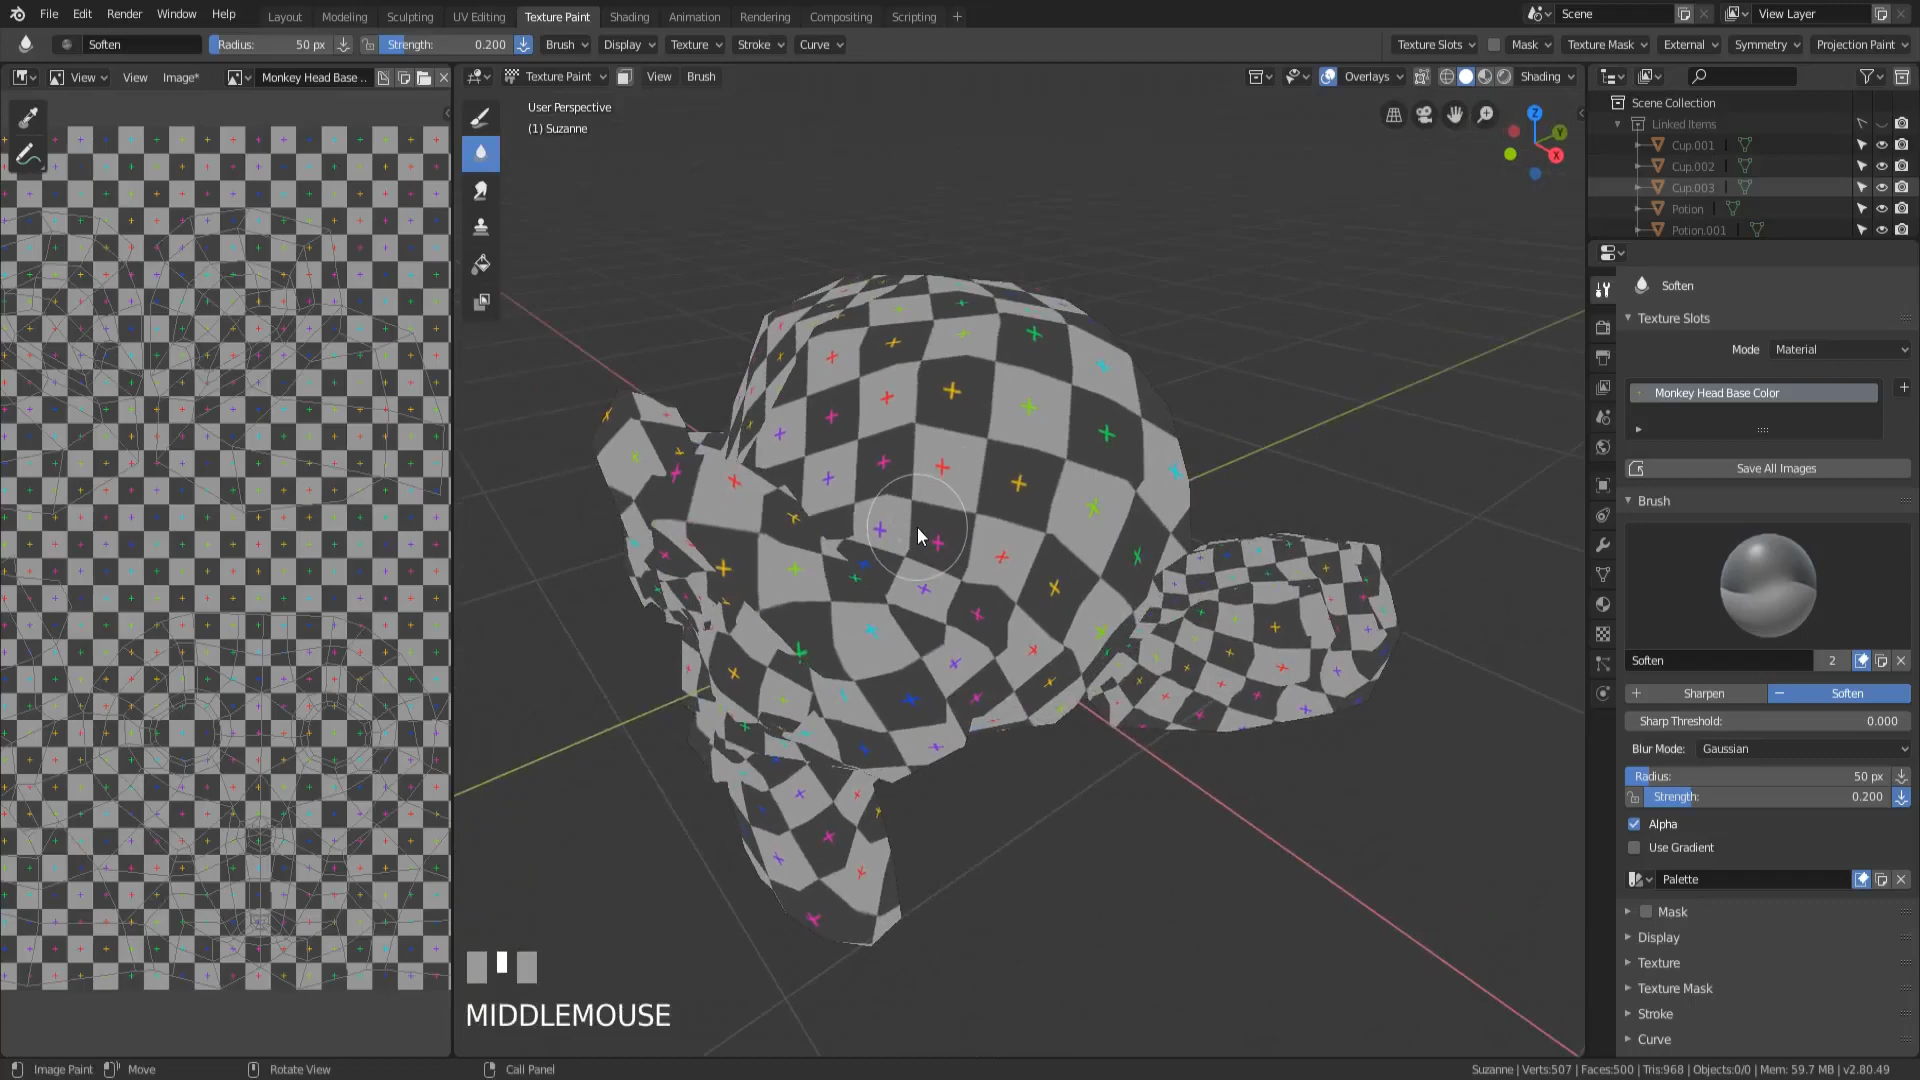 File Edit Render Window Help Layout Modeling Sculpting UV Editing Texture Paint Shading Animation Rendering Compositing Scripting + Scene View Layer
Soften Radius: 50 px Strength: 0.200 Brush Display Texture Stroke Curve Texture Slots Mask Texture Mask External Symmetry Projection Paint
View View Image* Monkey Head Base .. Texture Paint View Brush Overlays Shading
User Perspective
(1) Suzanne
Z
Y
X
Scene Collection
Linked Items
Cup.001
Cup.002
Cup.003
Potion
Potion.001
Soften
Texture Slots
Mode Material
Monkey Head Base Color
Save All Images
Brush
Soften 2
Sharpen Soften
Sharp Threshold: 0.000
Blur Mode: Gaussian
Radius: 50 px
Strength: 0.200
Alpha
Use Gradient
Palette
Mask
Display
Texture
Texture Mask
Stroke
Curve
MIDDLEMOUSE
Image Paint Move Rotate View Call Panel Suzanne | Verts:507 | Faces:500 | Tris:968 | Objects:0/0 | Mem: 59.7 MB | v2.80.49